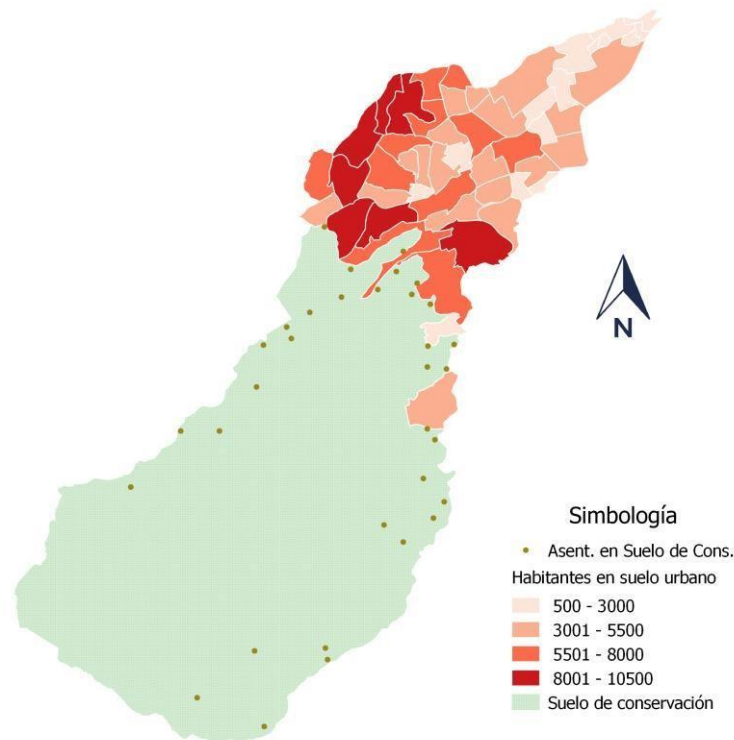 N
Simbología
Asent. en Suelo de Cons.
Habitantes en suelo urbano
500 - 3000
3001 - 5500
5501 - 8000
8001 - 10500
Suelo de conservación